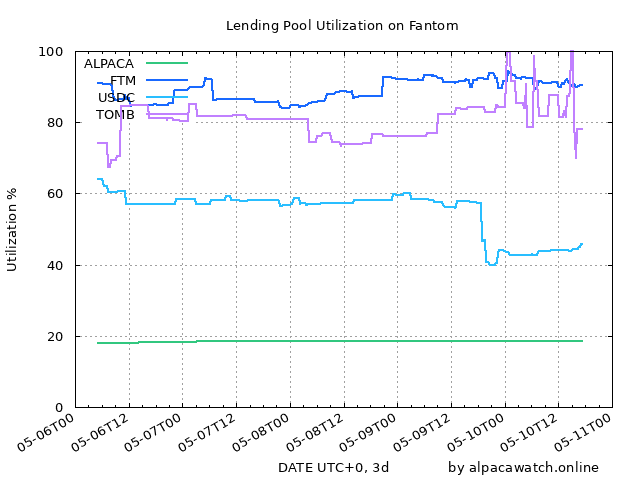 Lending Pool Utilization on Fantom
Utilization %
100
80
60
40
20
0
ALPACA
FTM
USDC
TOMB
05-06T00
05-06T12
05-07T00
05-07T12
05-08T00
05-08T12
05-09T00
05-09T12
05-10T00
05-10T12
05-11T00
DATE UTC+0, 3d
by alpacawatch.online